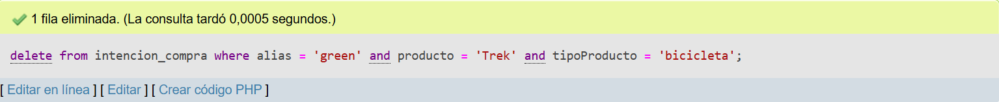 1 fila eliminada. (La consulta tardó 0,0005 segundos.)
delete from intencion_compra where alias = 'green' and producto = 'Trek' and tipoProducto = 'bicicleta';
[ Editar en línea ] [ Editar ] [ Crear código PHP ]